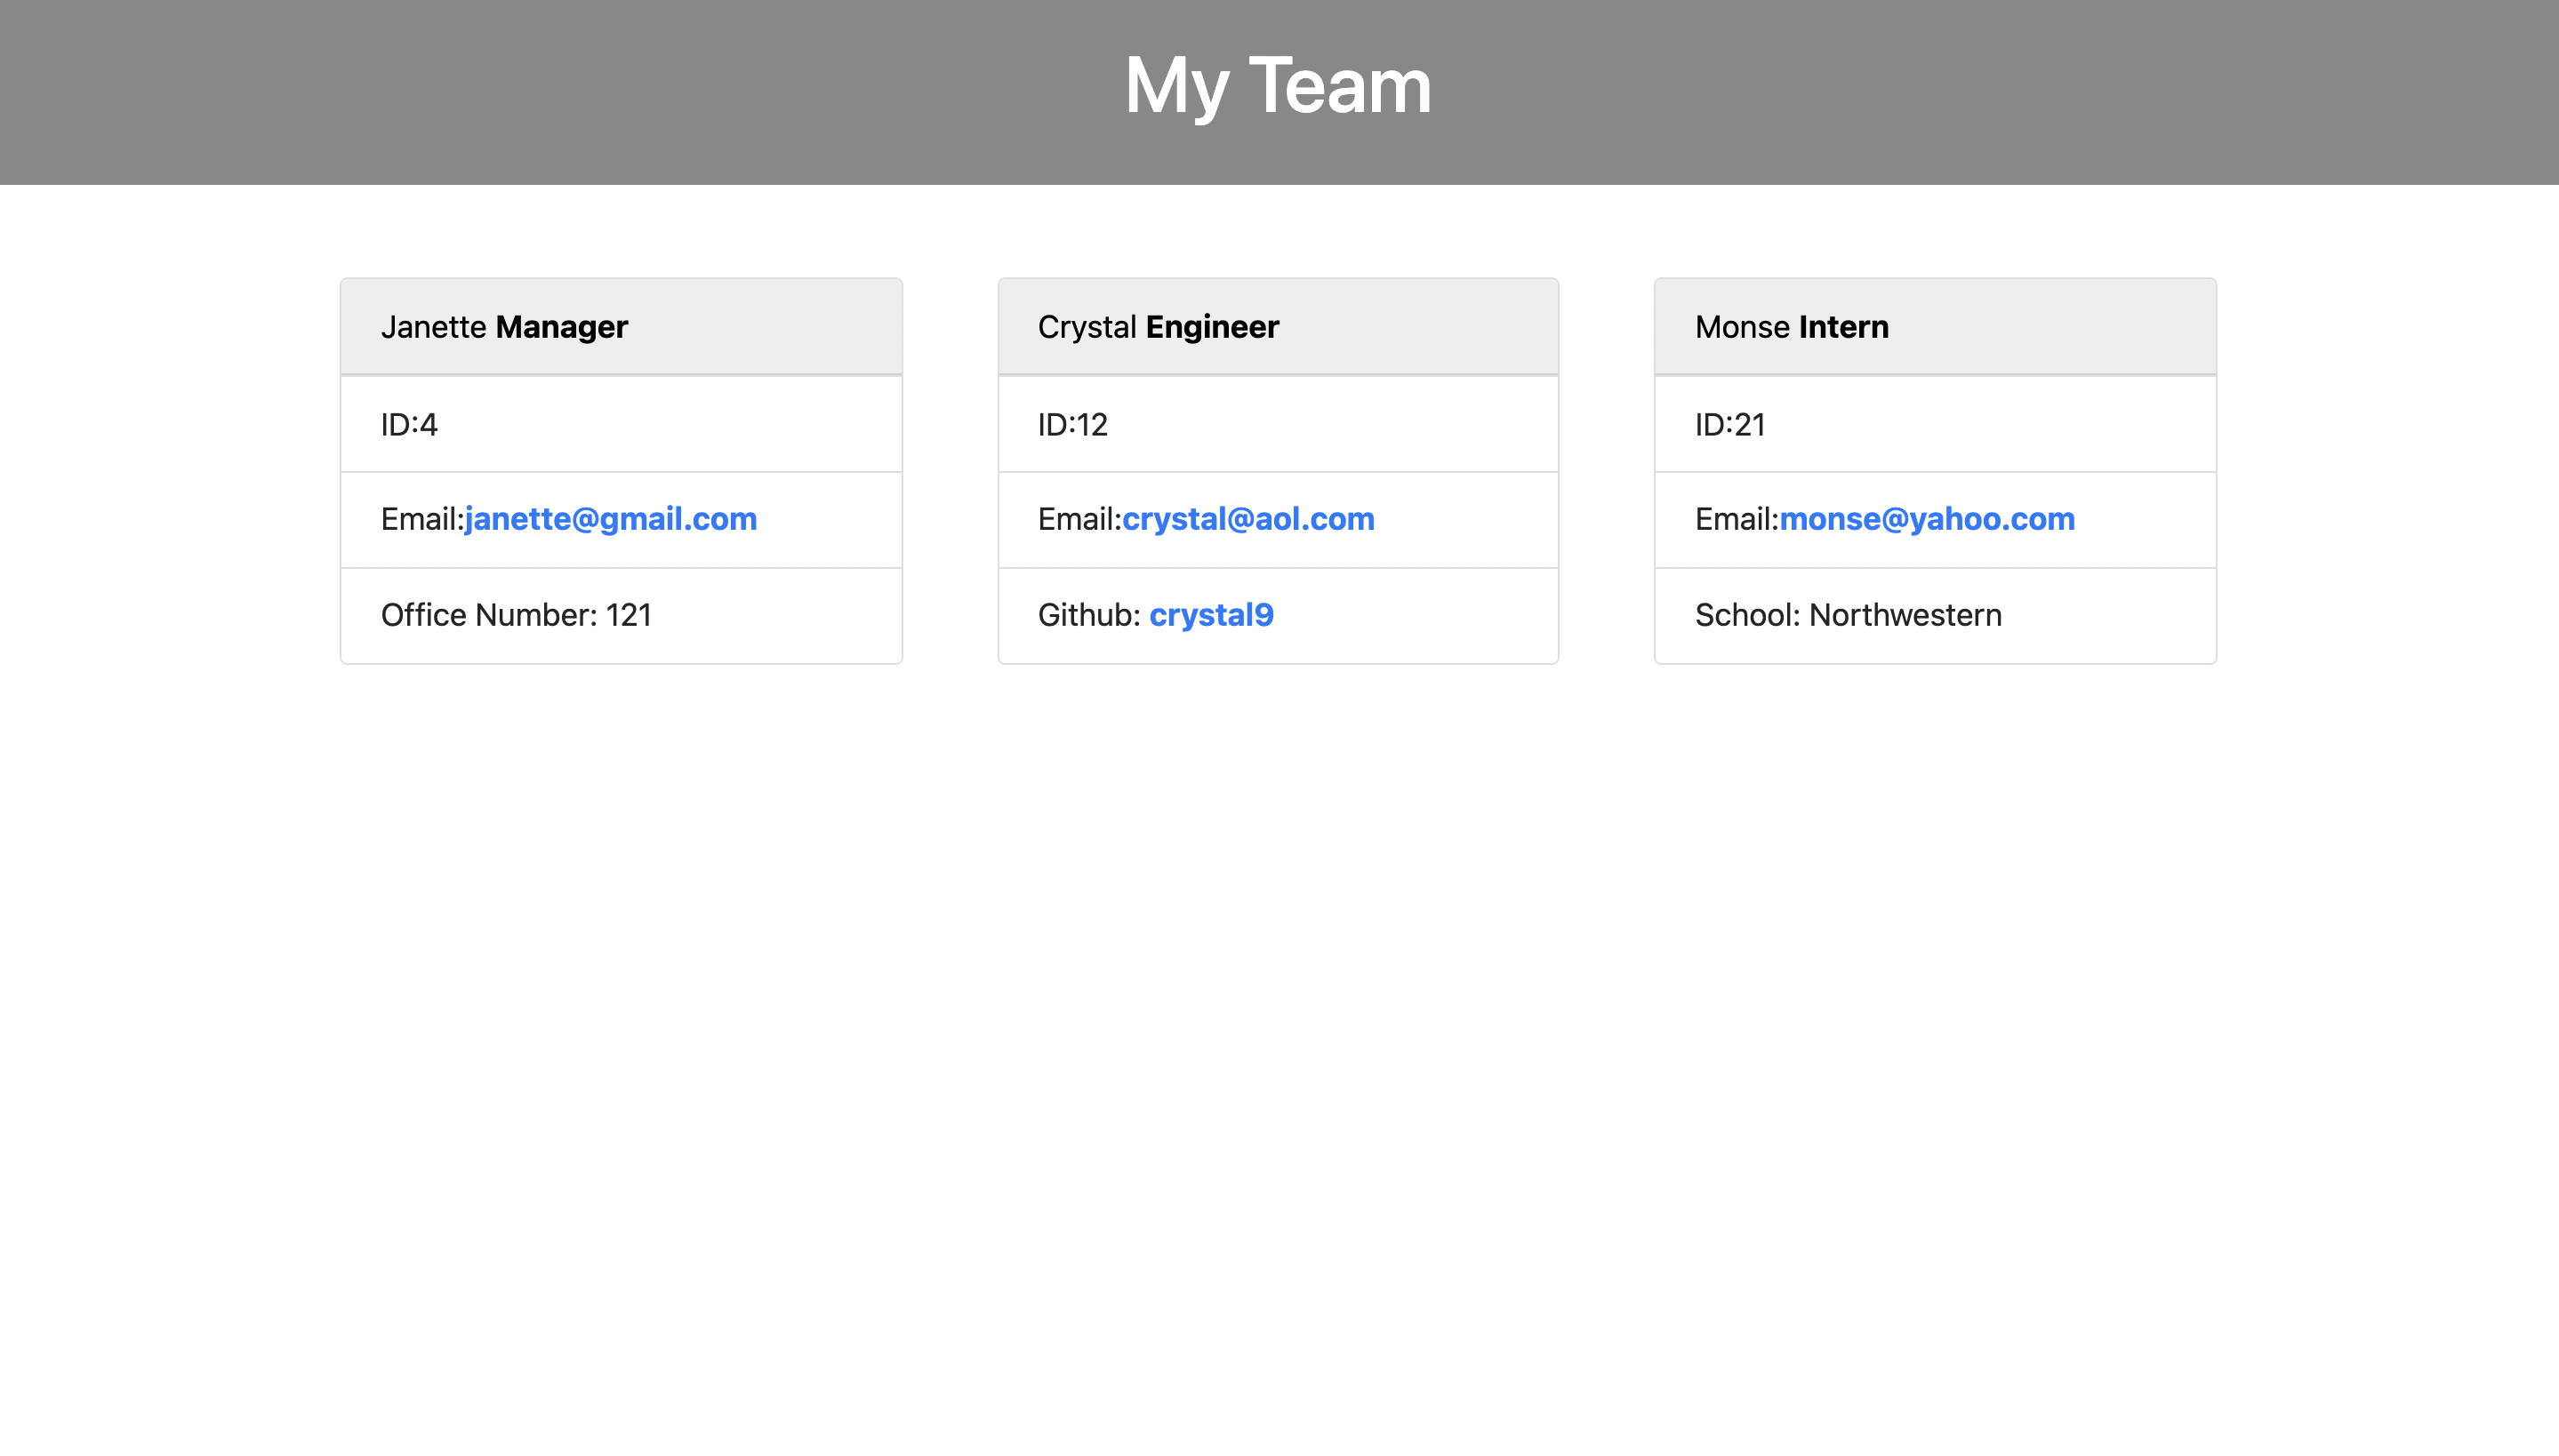 My Team
Janette Manager
ID:4
Email:janette@gmail.com
Office Number: 121
Crystal Engineer
ID:12
Email:crystal@aol.com
Github: crystal9
Monse Intern
ID:21
Email:monse@yahoo.com
School: Northwestern